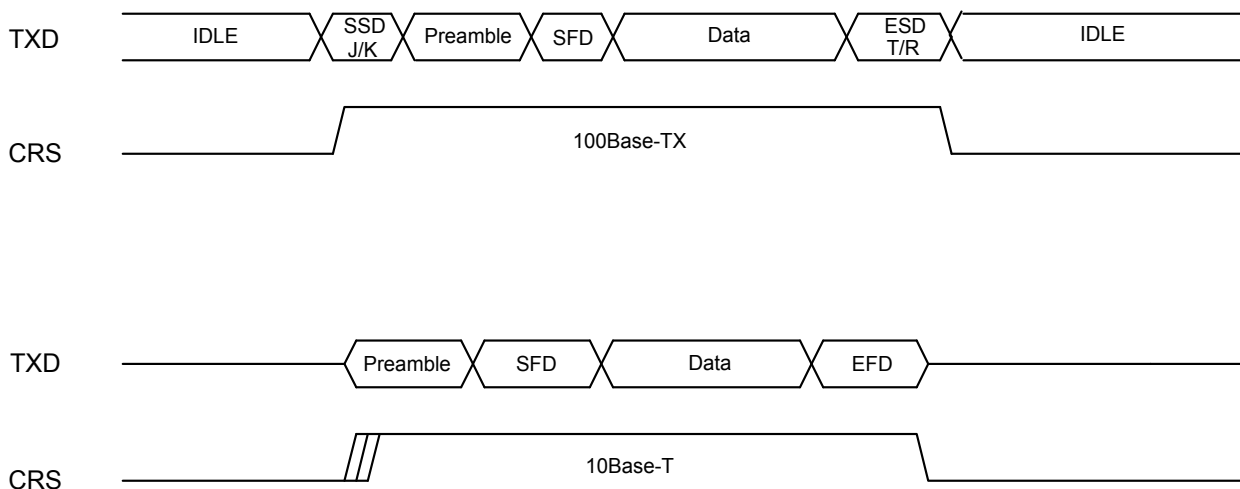 TXD
IDLE
SSD
J/K
Preamble
SFD
Data
ESD
T/R
IDLE
CRS
100Base-TX
TXD
Preamble
SFD
Data
EFD
CRS
10Base-T